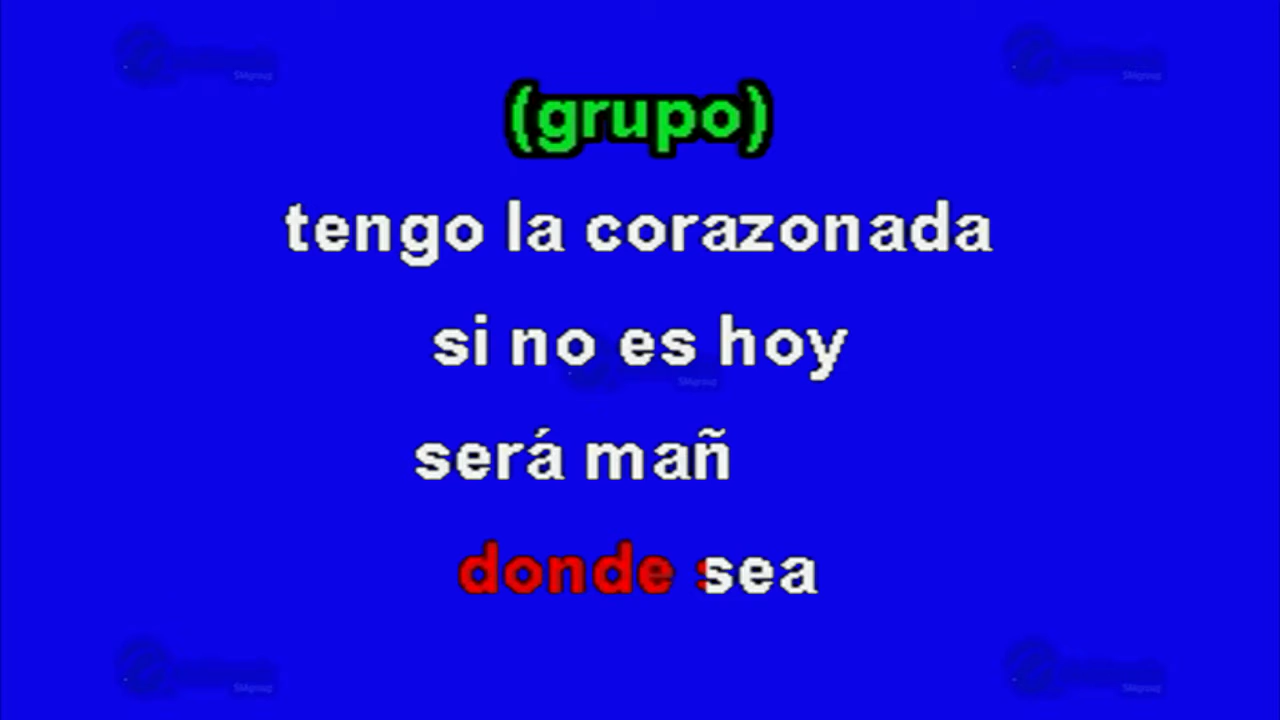 (grupo)
tengo la corazonada
si no es hoy
será mañ
donde sea